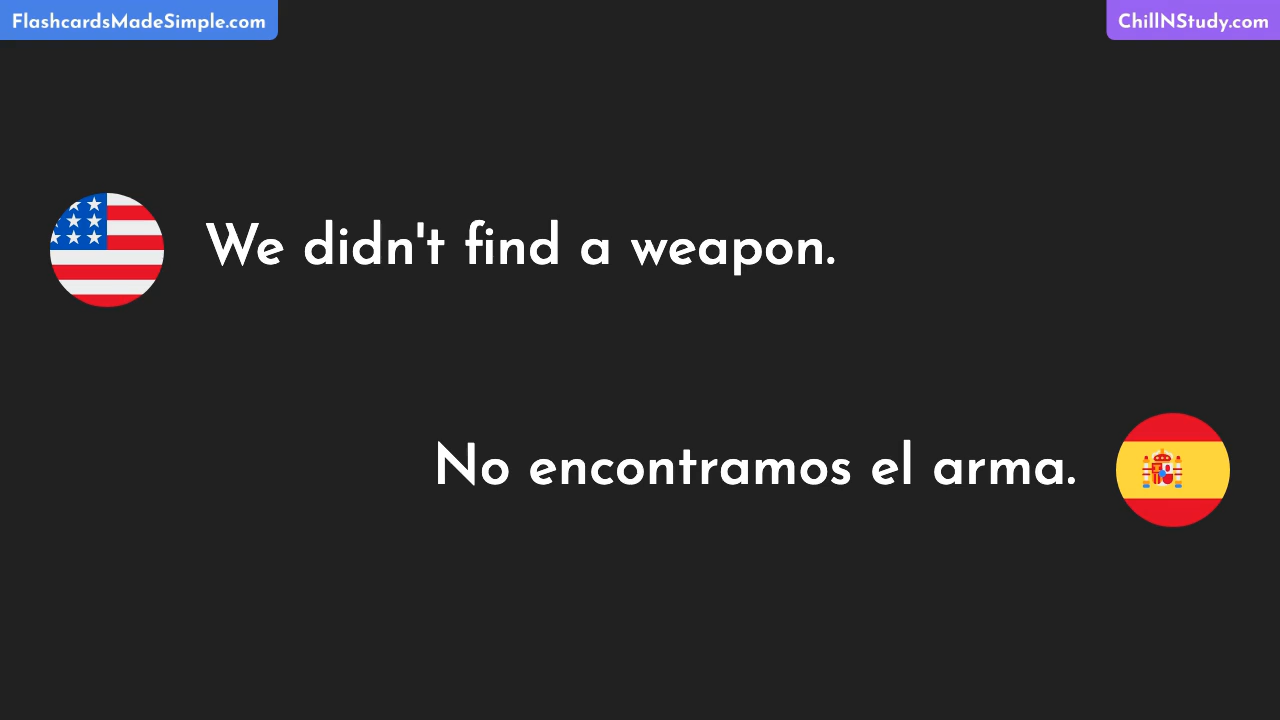 FlashcardsMadeSimple.com
ChillNStudy.com
We didn't find a weapon.
No encontramos el arma.